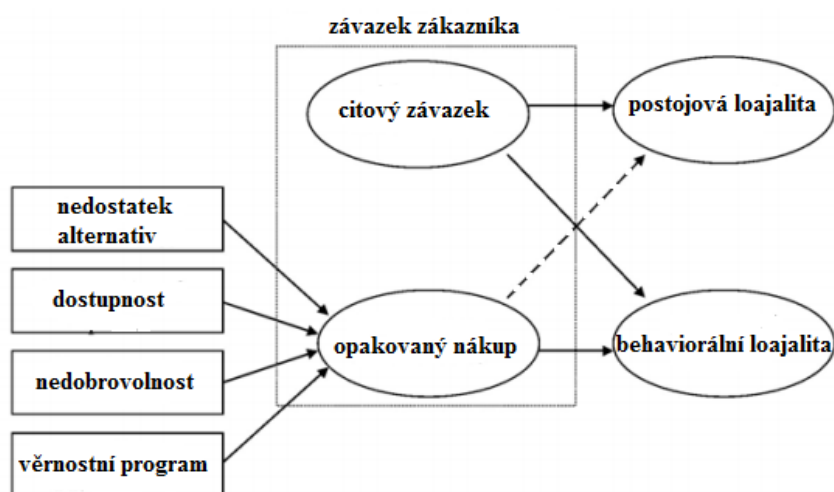 závazek zákazníka
citový závazek
postojová loajalita
nedostatek
alternativ
dostupnost
opakovaný nákup
behaviorální loajalita
nedobrovolnost
věrnostní program